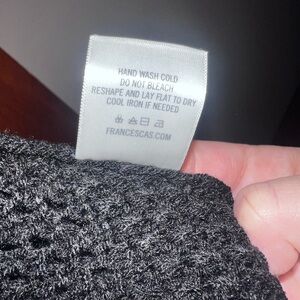 HAND WASH COLD
DO NOT BLEACH
RESHAPE AND LAY FLAT TO DRY
COOL IRON IF NEEDED
FRANCESCAS.COM